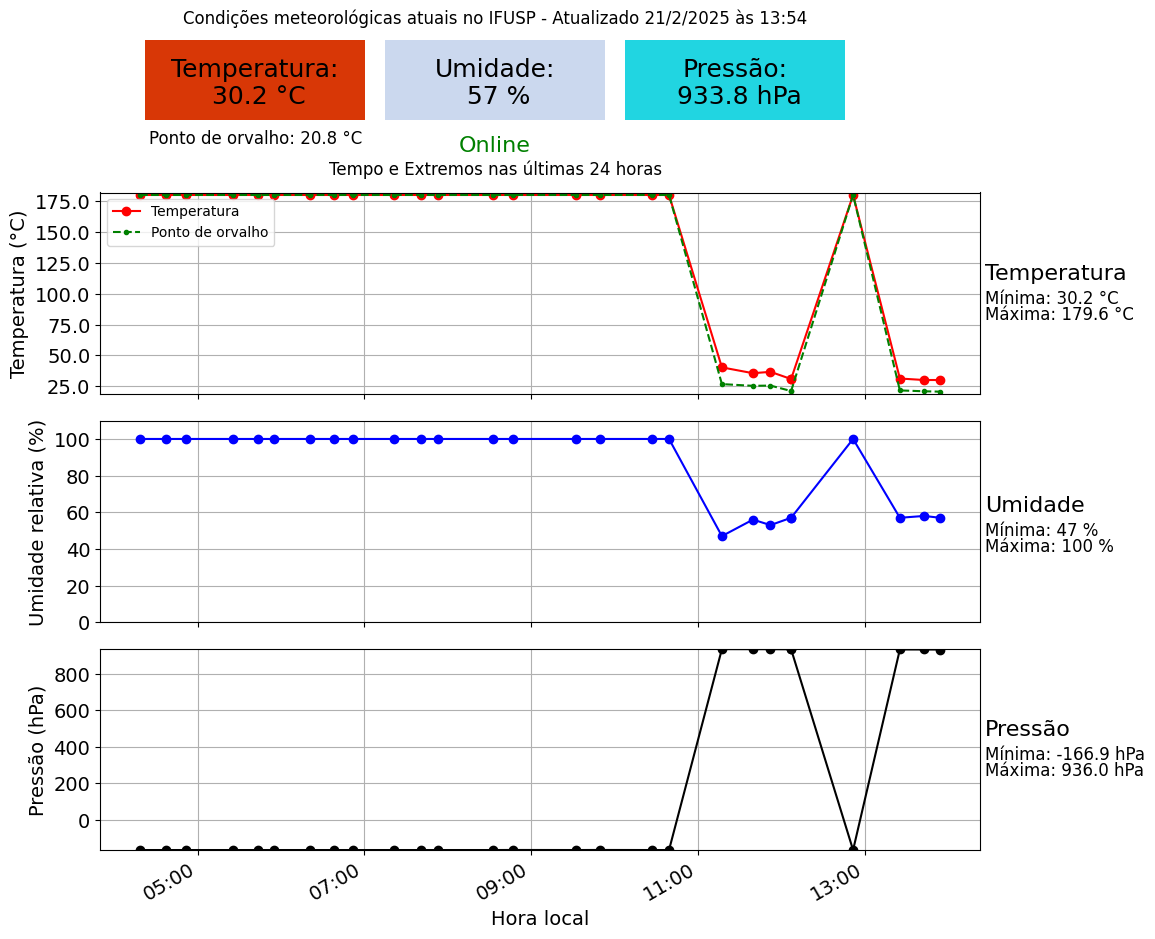 Condições meteorológicas atuais no IFUSP - Atualizado 21/2/2025 às 13:54
Temperatura:
30.2 °C
Umidade:
57 %
Pressão:
933.8 hPa
Ponto de orvalho: 20.8 °C
Online
Tempo e Extremos nas últimas 24 horas
Temperatura (°C)
175.0
150.0
125.0
100.0
75.0
50.0
25.0
Temperatura
Ponto de orvalho
Temperatura
Mínima: 30.2 °C
Máxima: 179.6 °C
Umidade relativa (%)
100
80
60
40
20
0
Umidade
Mínima: 47 %
Máxima: 100 %
Pressão (hPa)
800
600
400
200
0
Pressão
Mínima: -166.9 hPa
Máxima: 936.0 hPa
05:00
07:00
09:00
11:00
13:00
Hora local